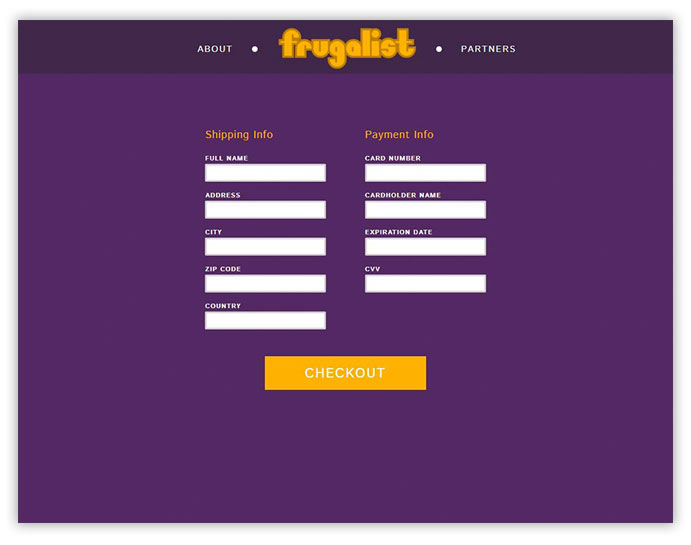 ABOUT frugalist PARTNERS
Shipping Info
FULL NAME
ADDRESS
CITY
ZIP CODE
COUNTRY
Payment Info
CARD NUMBER
CARDHOLDER NAME
EXPIRATION DATE
CVV
CHECKOUT